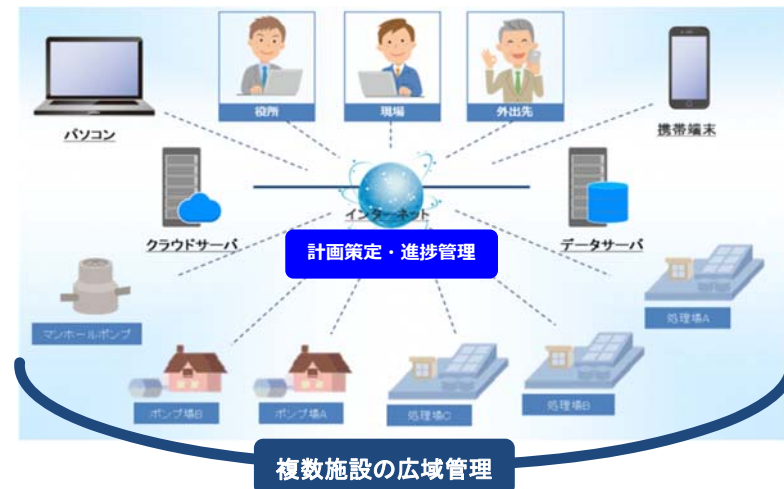 役所
現場
外出先
パソコン
携帯端末
インターネット
クラウドサーバ
データサーバ
計画策定・進捗管理
マンホールポンプ
処理場A
ポンプ場B
ポンプ場A
処理場C
処理場B
複数施設の広域管理